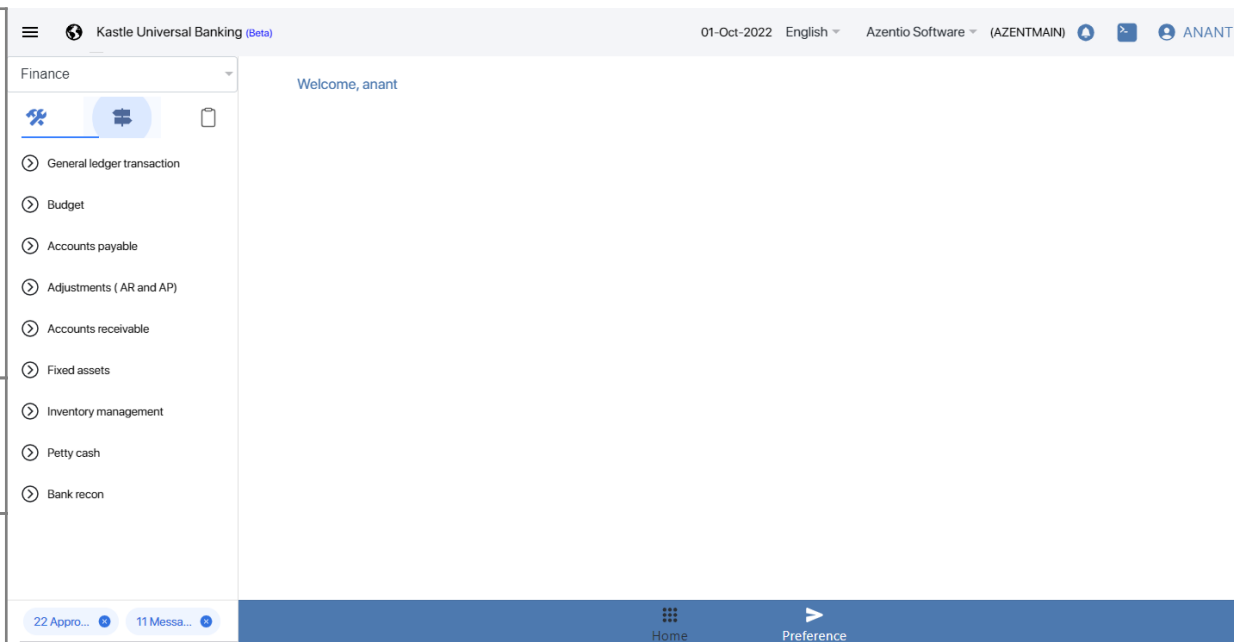 Kastle Universal Banking (Beta) 01-Oct-2022 English Azentio Software (AZENTMAIN) ANANT
Finance
Welcome, anant
General ledger transaction
Budget
Accounts payable
Adjustments ( AR and AP)
Accounts receivable
Fixed assets
Inventory management
Petty cash
Bank recon
22 Appro... 11 Messa... Home Preference